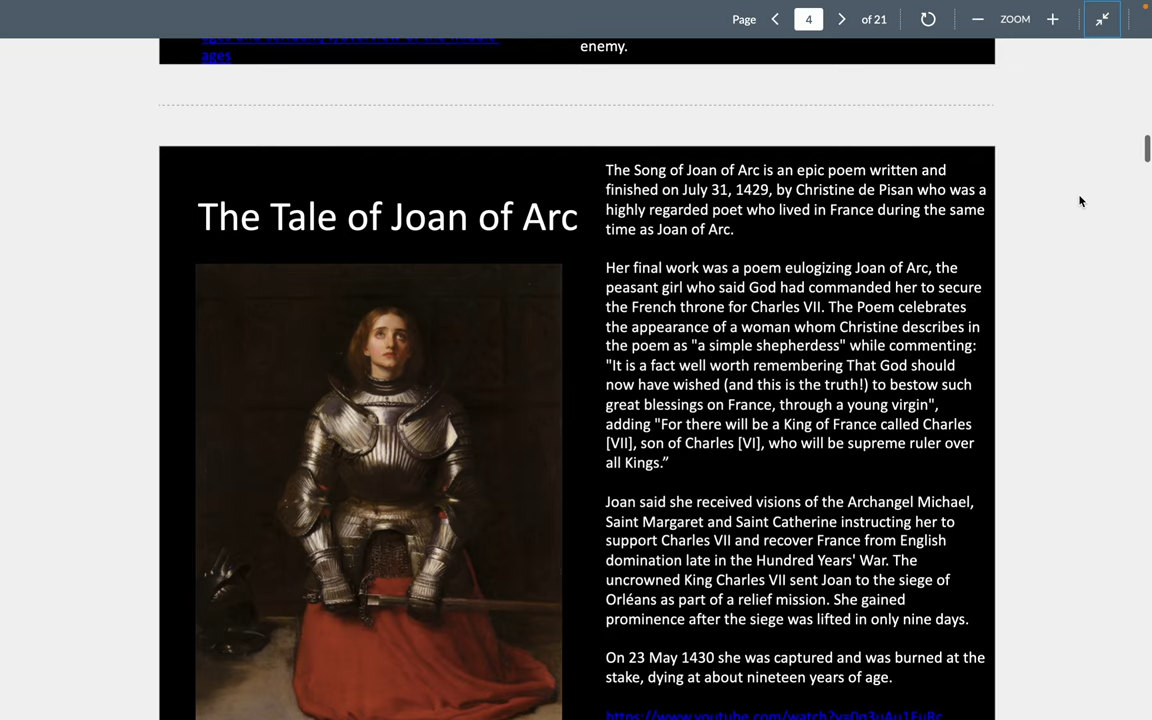 Page 4 of 21 ZOOM
ages
enemy.
The Tale of Joan of Arc
The Song of Joan of Arc is an epic poem written and
finished on July 31, 1429, by Christine de Pisan who was a
highly regarded poet who lived in France during the same
time as Joan of Arc.
Her final work was a poem eulogizing Joan of Arc, the
peasant girl who said God had commanded her to secure
the French throne for Charles VII. The Poem celebrates
the appearance of a woman whom Christine describes in
the poem as "a simple shepherdess" while commenting:
"It is a fact well worth remembering That God should
now have wished (and this is the truth!) to bestow such
great blessings on France, through a young virgin",
adding "For there will be a King of France called Charles
[VII], son of Charles [VI], who will be supreme ruler over
all Kings.”
Joan said she received visions of the Archangel Michael,
Saint Margaret and Saint Catherine instructing her to
support Charles VII and recover France from English
domination late in the Hundred Years' War. The
uncrowned King Charles VII sent Joan to the siege of
Orléans as part of a relief mission. She gained
prominence after the siege was lifted in only nine days.
On 23 May 1430 she was captured and was burned at the
stake, dying at about nineteen years of age.